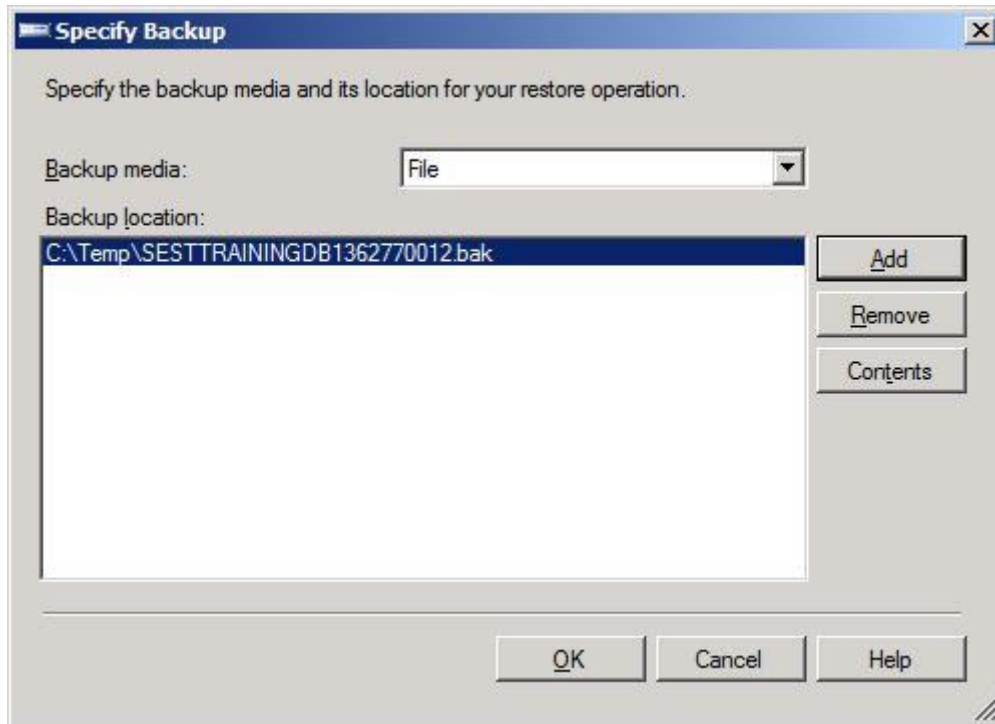 Specify Backup
Specify the backup media and its location for your restore operation.
Backup media:
File
Backup location:
C:\Temp\SESTTRAININGDB1362770012.bak
Add
Remove
Contents
OK
Cancel
Help